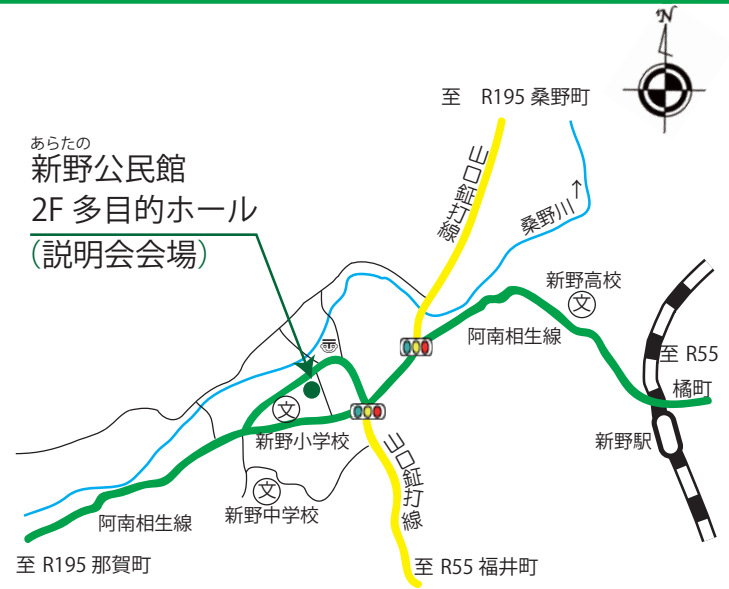 N
至　R195 桑野町
あらたの
新野公民館
2F 多目的ホール
(説明会会場)
山口鉦打線
桑野川→
新野高校
文
阿南相生線
至 R55
橘町
新野駅
〒
文
新野小学校
山口鉦打線
文
新野中学校
阿南相生線
至 R195 那賀町
至 R55 福井町